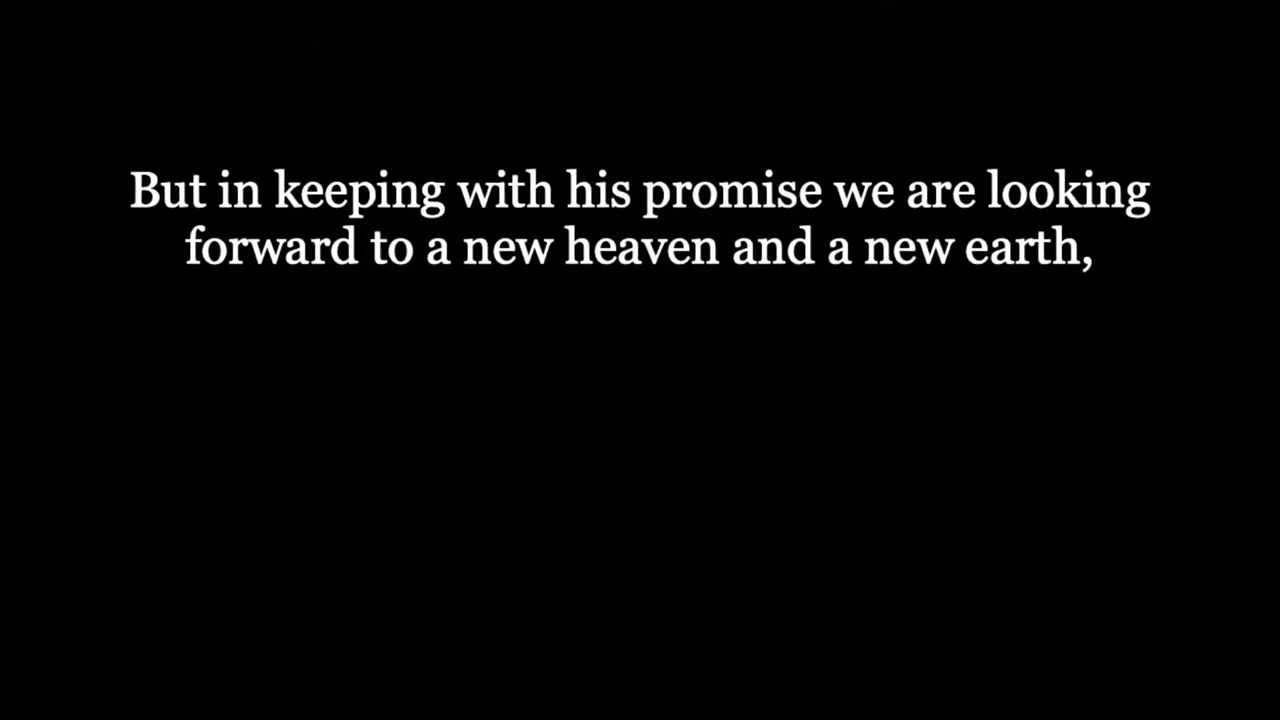 But in keeping with his promise we are looking
forward to a new heaven and a new earth,